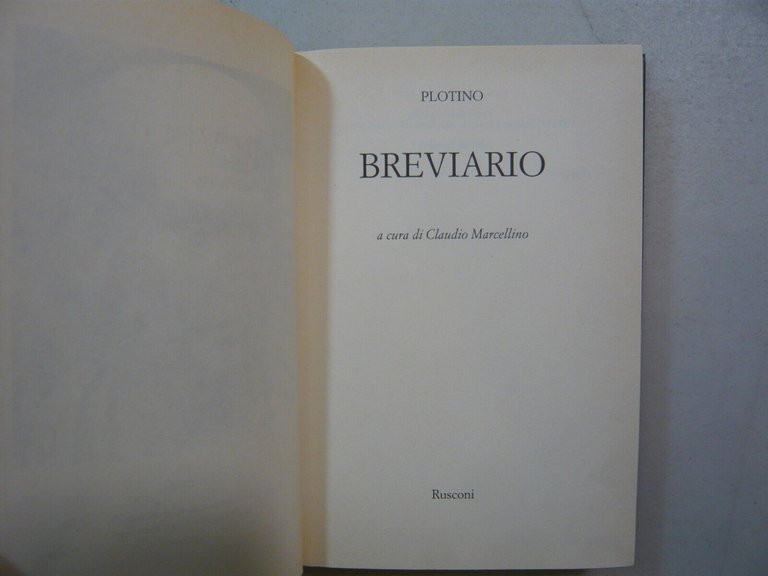 PLOTINO
BREVIARIO
a cura di Claudio Marcellino
Rusconi